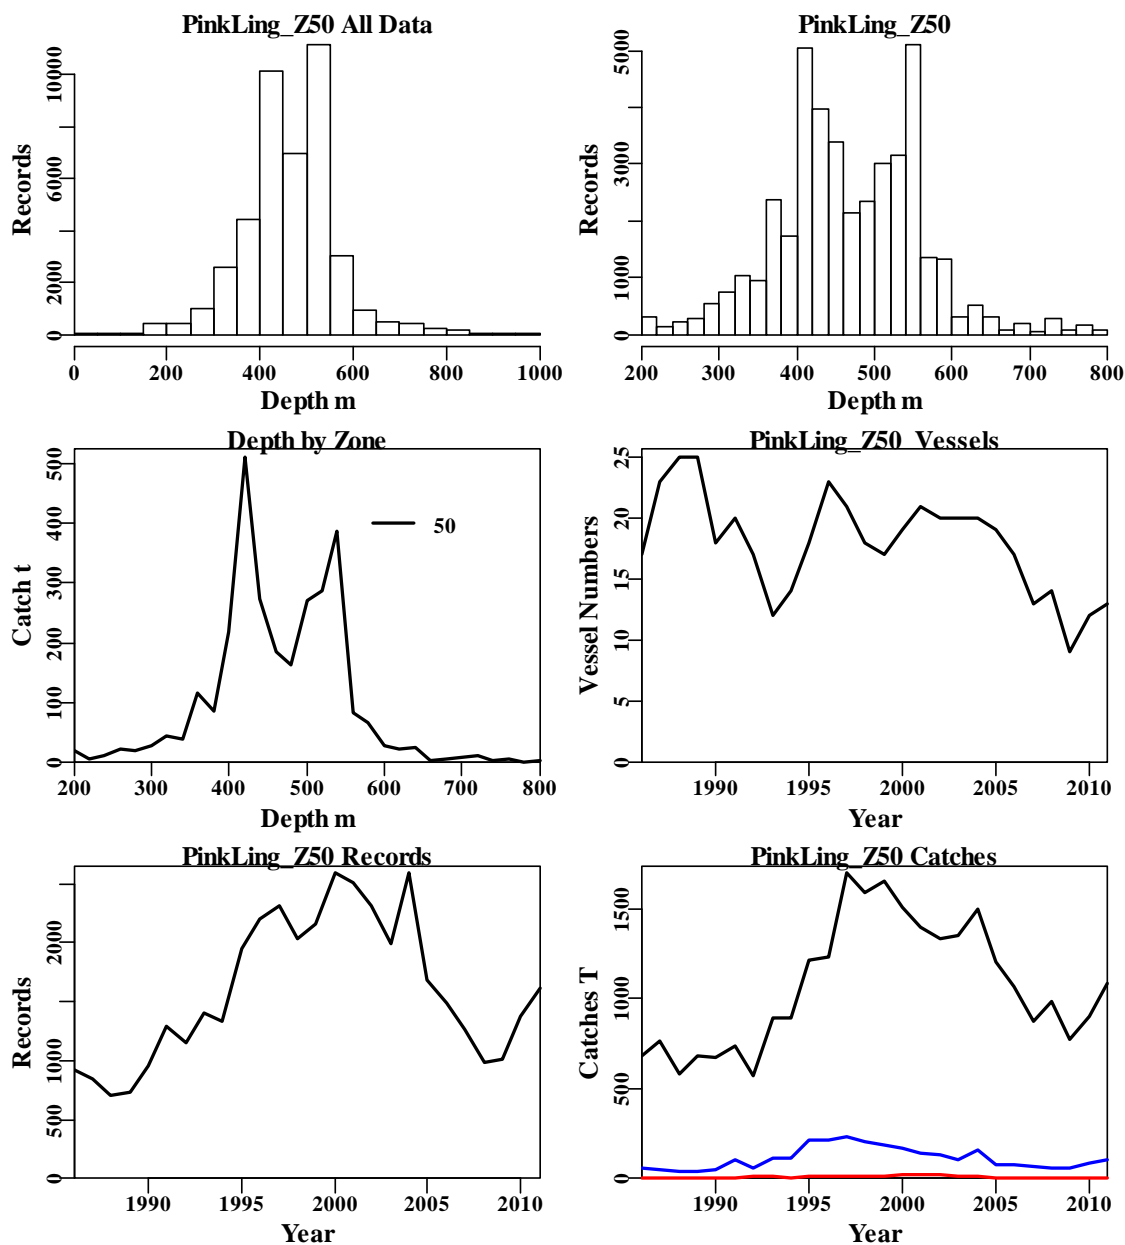 PinkLing_Z50 All Data
Records
10000
6000
2000
0
0 200 400 600 800 1000
Depth m
PinkLing_Z50
Records
5000
3000
1000
0
200 300 400 500 600 700 800
Depth m
Depth by Zone
Catch t
500
400
300
200
100
0
50
200 300 400 500 600 700 800
Depth m
PinkLing_Z50 Vessels
Vessel Numbers
25
20
15
10
5
0
1990 1995 2000 2005 2010
Year
PinkLing_Z50 Records
Records
2000
1000
500
0
1990 1995 2000 2005 2010
Year
PinkLing_Z50 Catches
Catches T
1500
1000
500
0
1990 1995 2000 2005 2010
Year